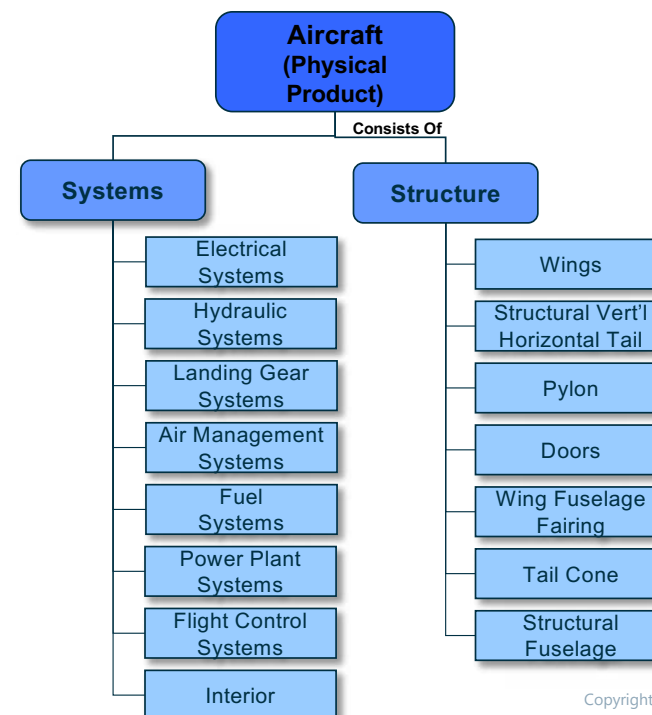 Aircraft
(Physical
Product)
Consists Of
Systems
Structure
Electrical
Systems
Hydraulic
Systems
Landing Gear
Systems
Air Management
Systems
Fuel
Systems
Power Plant
Systems
Flight Control
Systems
Interior
Wings
Structural Vert’l
Horizontal Tail
Pylon
Doors
Wing Fuselage
Fairing
Tail Cone
Structural
Fuselage
Copyright